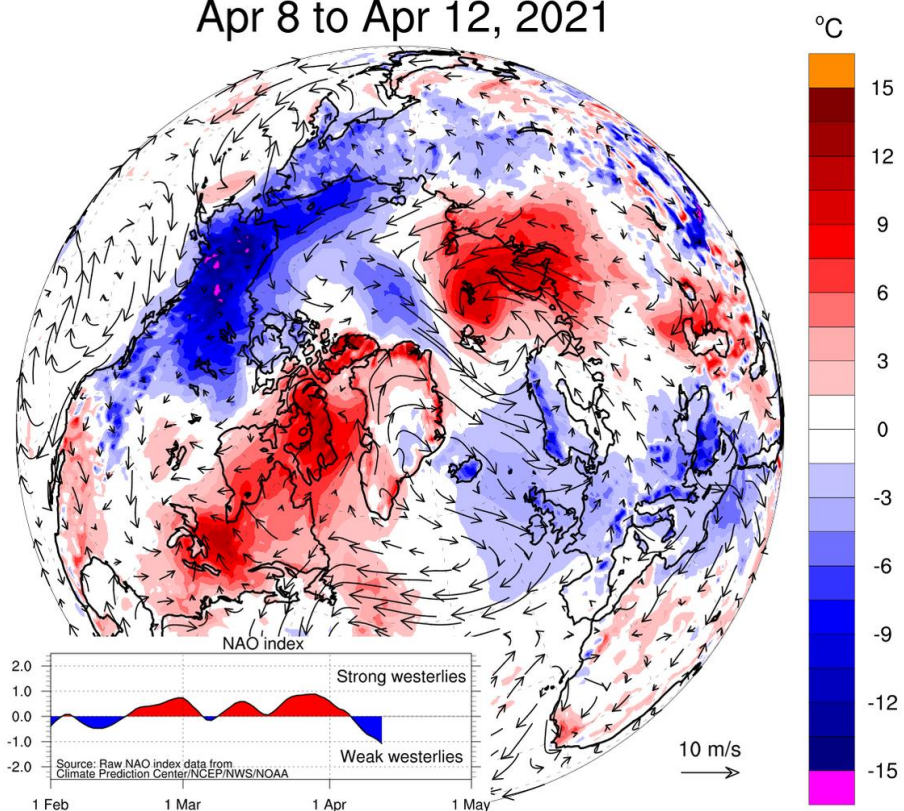 Apr 8 to Apr 12, 2021
oC
15
12
9
6
3
0
-3
-6
-9
-12
-15
10 m/s
NAO index
2.0
1.0
0.0
-1.0
-2.0
Strong westerlies
Weak westerlies
Source: Raw NAO index data from
Climate Prediction Center/NCEP/NWS/NOAA
1 Feb 1 Mar 1 Apr 1 May